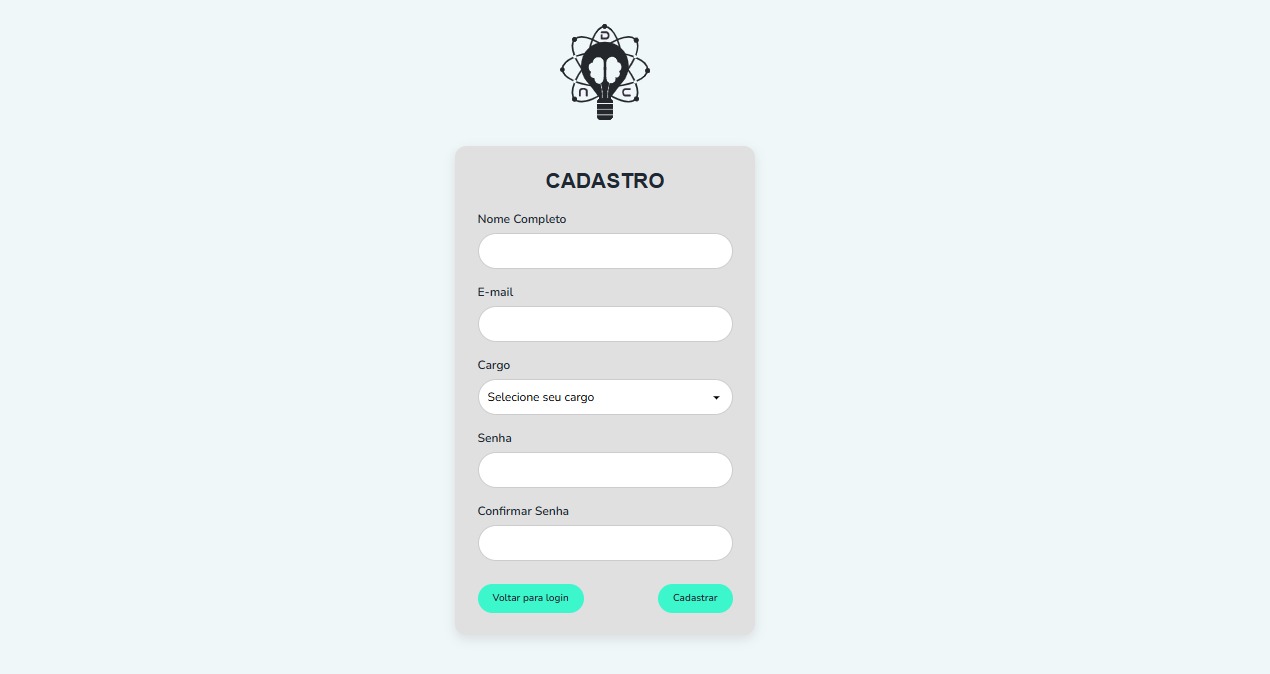 D
n C
CADASTRO
Nome Completo
E-mail
Cargo
Selecione seu cargo
Senha
Confirmar Senha
Voltar para login
Cadastrar